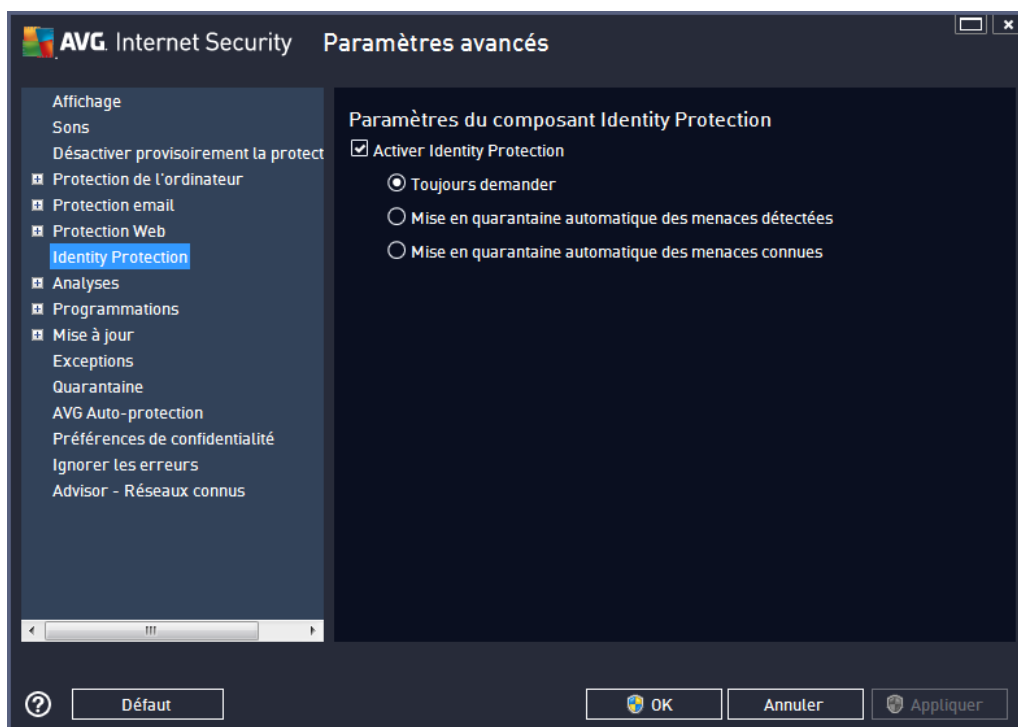 AVG. Internet Security Paramètres avancés
Affichage
Sons
Désactiver provisoirement la protect
Protection de l'ordinateur
Protection email
Protection Web
Identity Protection
Analyses
Programmations
Mise à jour
Exceptions
Quarantaine
AVG Auto-protection
Préférences de confidentialité
Ignorer les erreurs
Advisor - Réseaux connus
Paramètres du composant Identity Protection
Activer Identity Protection
Toujours demander
Mise en quarantaine automatique des menaces détectées
Mise en quarantaine automatique des menaces connues
Défaut
OK
Annuler
Appliquer